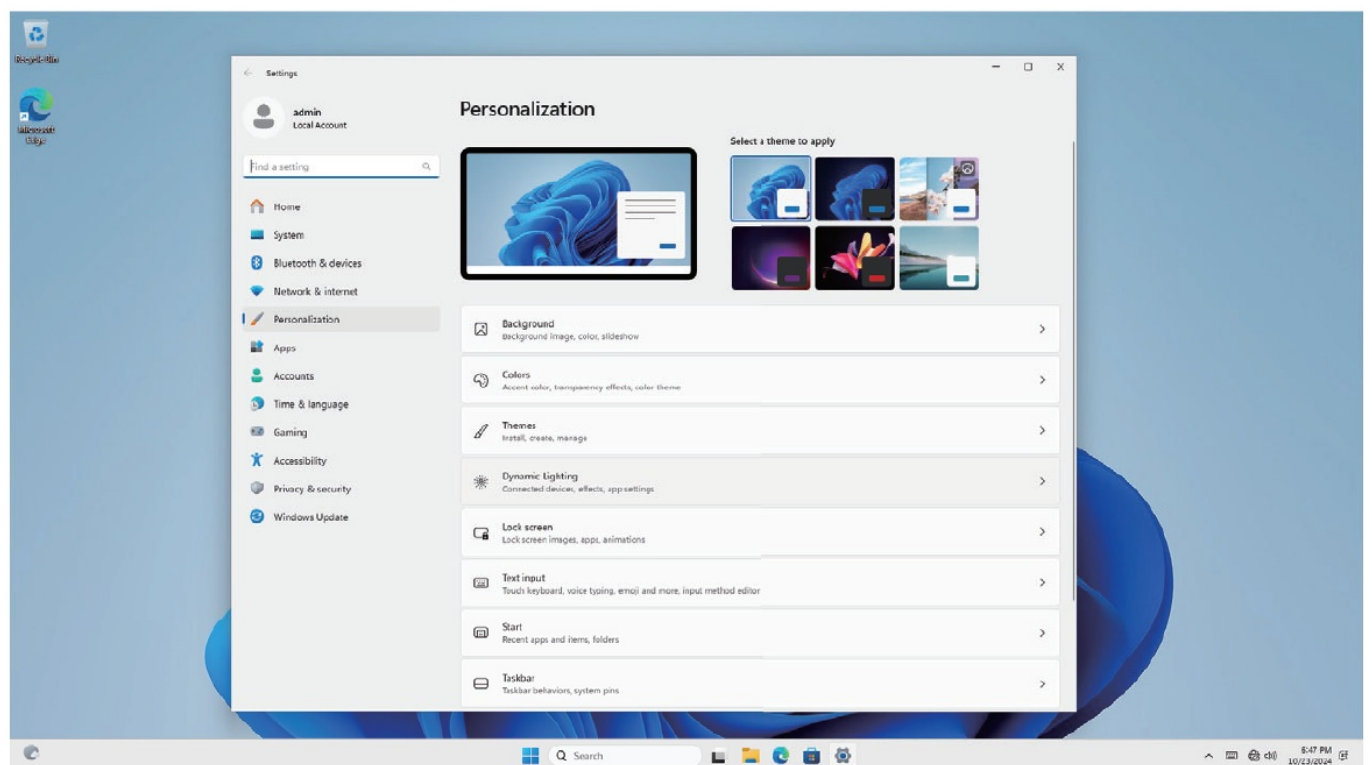 Recycle Bin
Microsoft
Edge
Settings
admin
Local Account
Find a setting
Home
System
Bluetooth & devices
Network & internet
Personalization
Apps
Accounts
Time & language
Gaming
Accessibility
Privacy & security
Windows Update
Personalization
Select a theme to apply
Background
Background image, color, slideshow
Colors
Accent color, transparency effects, color theme
Themes
Install, create, manage
Dynamic Lighting
Connected devices, effects, app settings
Lock screen
Lock screen images, apps, animations
Text input
Touch keyboard, voice typing, emoji and more, input method editor
Start
Recent apps and items, folders
Taskbar
Taskbar behaviors, system pins
Search
6:47 PM
10/23/2024